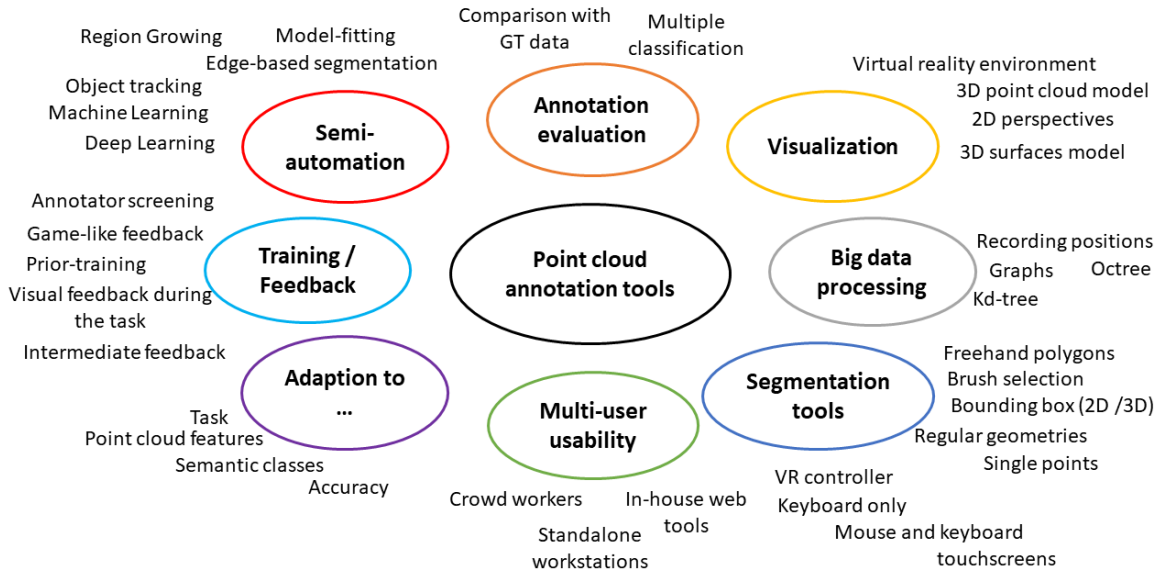 Region Growing
Model-fitting
Edge-based segmentation
Object tracking
Machine Learning
Deep Learning
Semi-
automation
Comparison with
GT data
Multiple
classification
Annotation
evaluation
Virtual reality environment
3D point cloud model
2D perspectives
3D surfaces model
Visualization
Annotator screening
Game-like feedback
Prior-training
Visual feedback during
the task
Intermediate feedback
Training /
Feedback
Point cloud
annotation tools
Big data
processing
Recording positions
Graphs
Octree
Kd-tree
Adaption to
...
Task
Point cloud features
Semantic classes
Accuracy
Multi-user
usability
Crowd workers
In-house web
tools
Standalone
workstations
Segmentation
tools
Freehand polygons
Brush selection
Bounding box (2D /3D)
Regular geometries
Single points
VR controller
Keyboard only
Mouse and keyboard
touchscreens